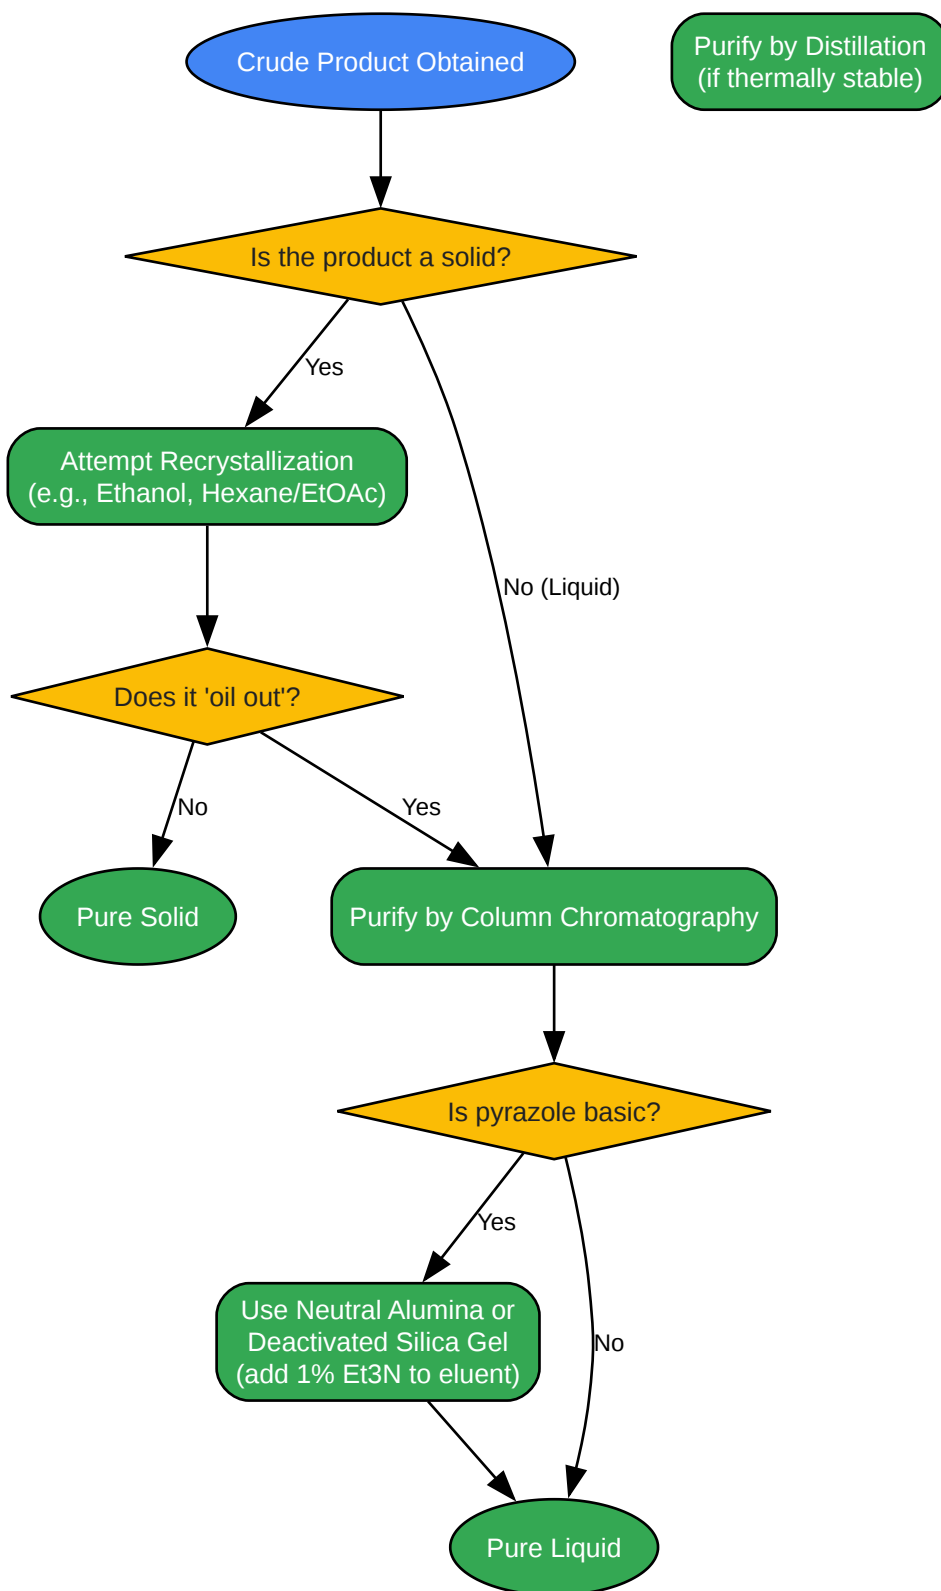 Crude Product Obtained
Purify by Distillation
(if thermally stable)
Is the product a solid?
Yes
Attempt Recrystallization
(e.g., Ethanol, Hexane/EtOAc)
No (Liquid)
Does it 'oil out'?
No
Yes
Pure Solid
Purify by Column Chromatography
Is pyrazole basic?
Yes
Use Neutral Alumina or
Deactivated Silica Gel
(add 1% Et3N to eluent)
No
Pure Liquid